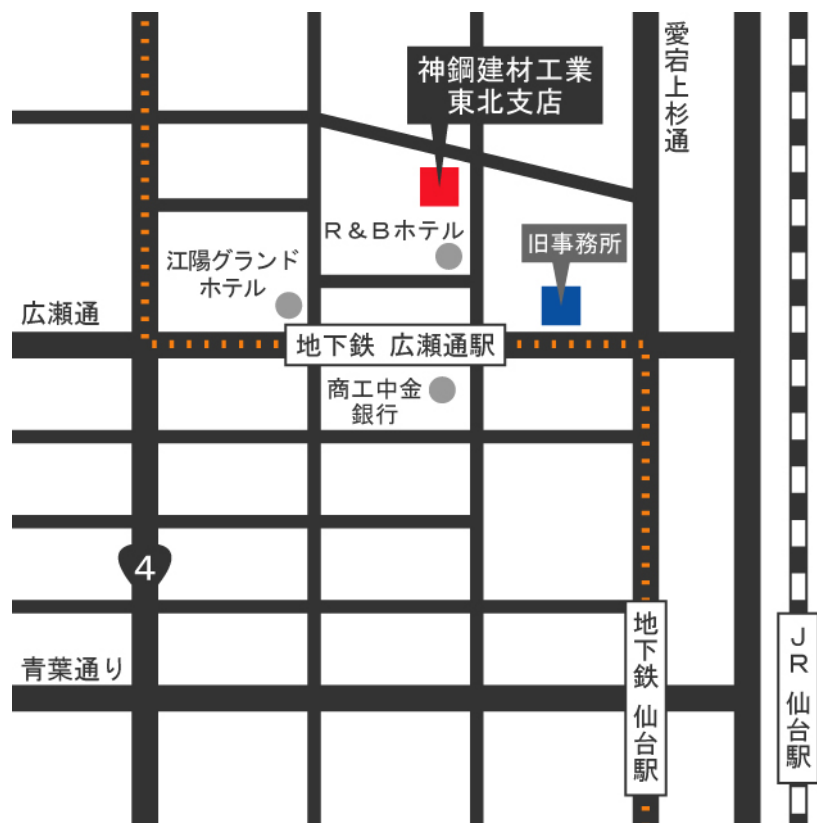 神鋼建材工業
東北支店
愛宕上杉通
R&Bホテル
旧事務所
江陽グランド
ホテル
広瀬通
地下鉄 広瀬通駅
商工中金
銀行
4
青葉通り
地下鉄 仙台駅
JR 仙台駅